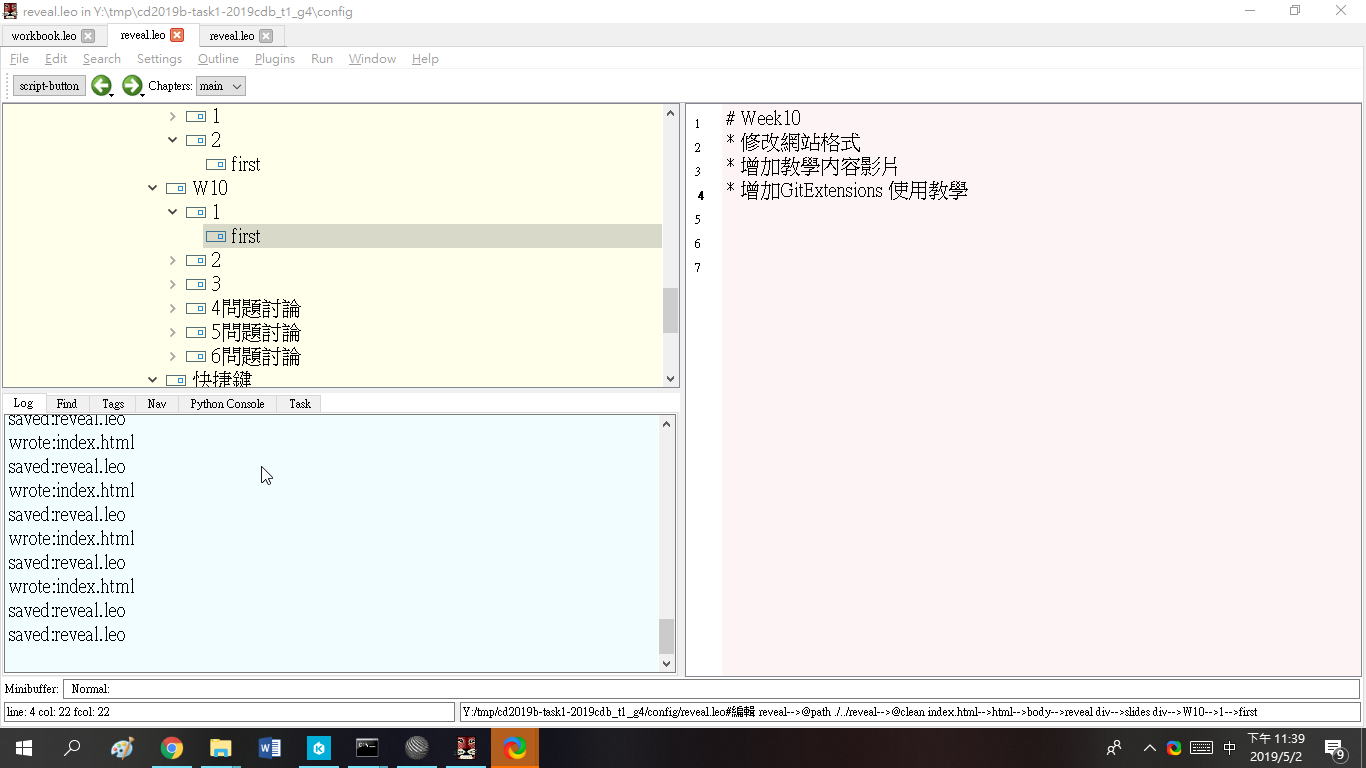 reveal.leo in Y:\tmp\cd2019b-task1-2019cdb_t1_g4\config
workbook.leo reveal.leo reveal.leo
File Edit Search Settings Outline Plugins Run Window Help
script-button Chapters: main
1
2
first
W10
1
first
2
3
4問題討論
5問題討論
6問題討論
快捷鍵
1 # Week10
2 * 修改網站格式
3 * 增加教學內容影片
4 * 增加GitExtensions 使用教學
5
6
7
Log Find Tags Nav Python Console Task
saved:reveal.leo
wrote:index.html
saved:reveal.leo
wrote:index.html
saved:reveal.leo
wrote:index.html
saved:reveal.leo
wrote:index.html
saved:reveal.leo
saved:reveal.leo
Minibuffer: Normal:
line: 4 col: 22 fcol: 22
Y:/tmp/cd2019b-task1-2019cdb_t1_g4/config/reveal.leo#編輯 reveal-->@path ./../reveal-->@clean index.html-->html-->body-->reveal div-->slides div-->W10-->1-->first
中
下午 11:39
2019/5/2
9